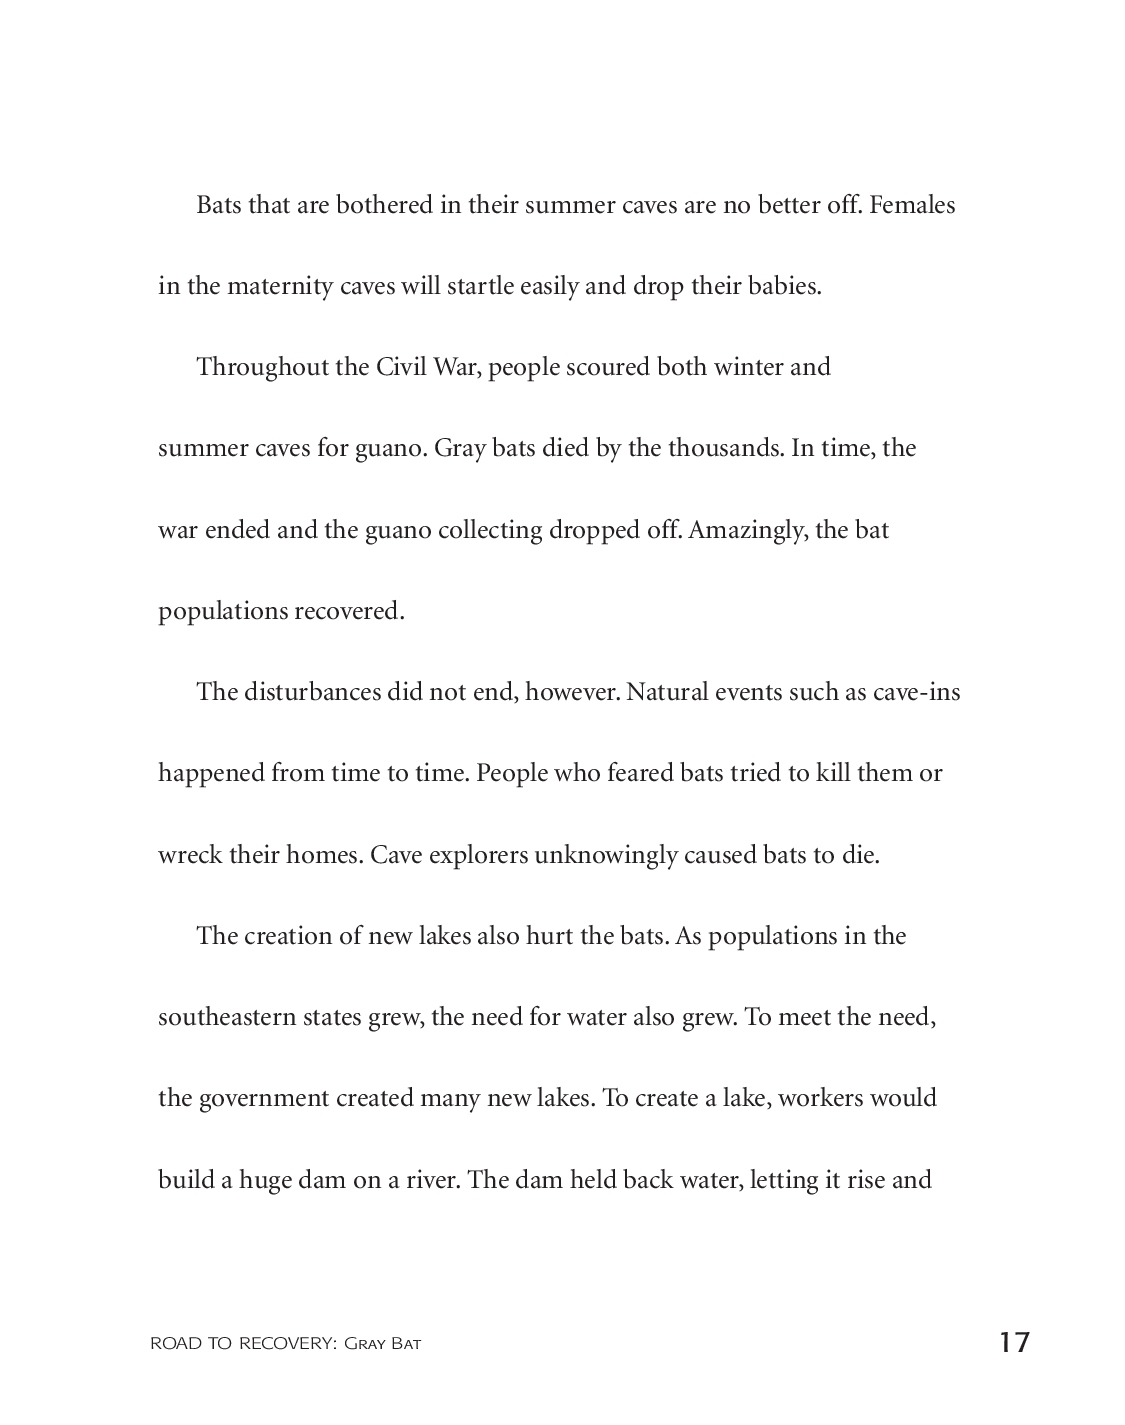 Bats that are bothered in their summer caves are no better off. Females
in the maternity caves will startle easily and drop their babies.
Throughout the Civil War, people scoured both winter and
summer caves for guano. Gray bats died by the thousands. In time, the
war ended and the guano collecting dropped off. Amazingly, the bat
populations recovered.
The disturbances did not end, however. Natural events such as cave-ins
happened from time to time. People who feared bats tried to kill them or
wreck their homes. Cave explorers unknowingly caused bats to die.
The creation of new lakes also hurt the bats. As populations in the
southeastern states grew, the need for water also grew. To meet the need,
the government created many new lakes. To create a lake, workers would
build a huge dam on a river. The dam held back water, letting it rise and
ROAD TO RECOVERY: Gray Bat 17